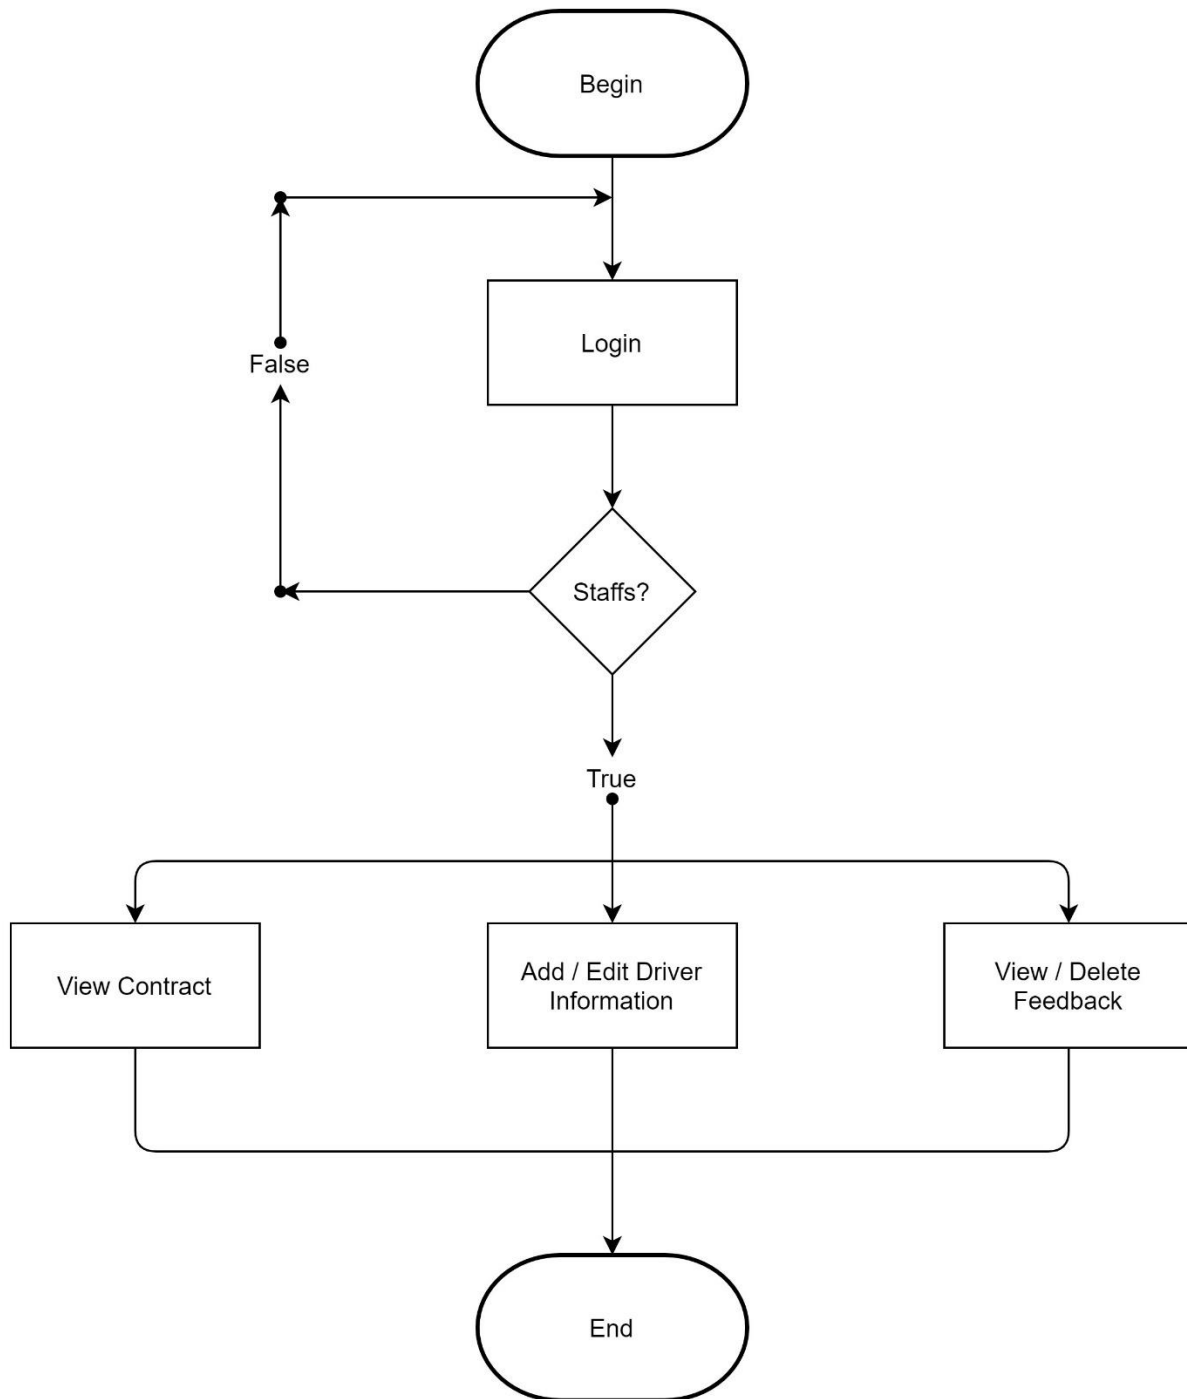 Begin
Login
False
Staffs?
True
View Contract
Add / Edit Driver
Information
View / Delete
Feedback
End